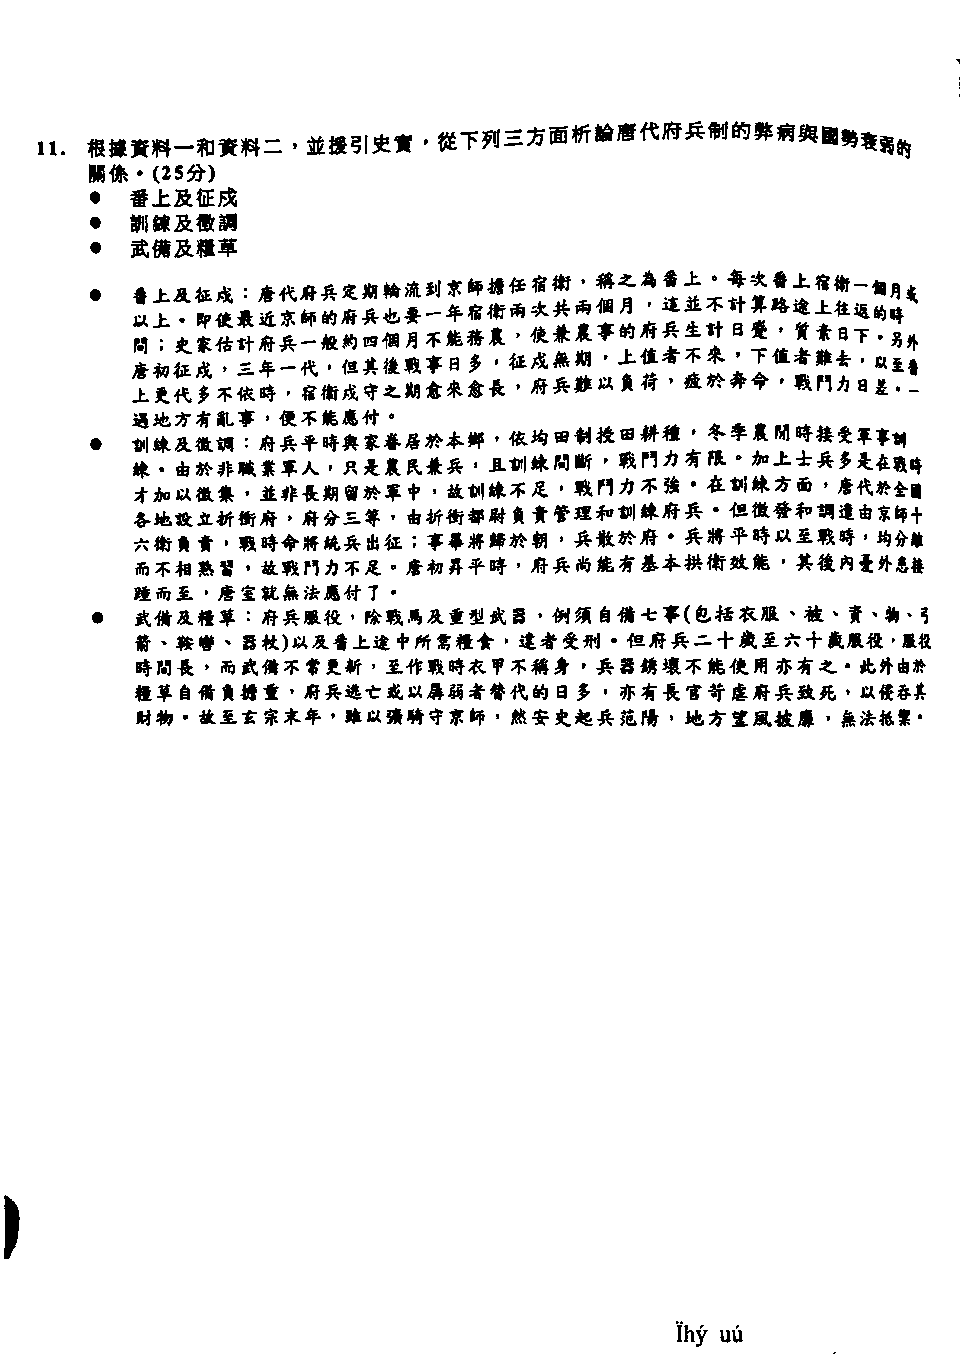 11. 根據資料一和資料二，並援引史實，從下列三方面析論唐代府兵制的弊病與國勢衰弱的
關係。(25分)
● 番上及征戍
● 訓練及徵調
● 武備及糧草
● 番上及征戍：唐代府兵定期輪流到京師擔任宿衛，稱之為番上。每次番上宿衛一個月或
以上。即使最近京師的府兵也要一年宿衛兩次共兩個月，這並不計算路途上往返的時
間；史家估計府兵一般約四個月不能務農，使兼農事的府兵生計日蹙，質素日下。另外
唐初征戍，三年一代，但其後戰事日多，征戍無期，上值者不來，下值者難去，以至番
上更代多不依時，宿衛戍守之期愈來愈長，府兵難以負荷，疲於奔命，戰鬥力日差。一
遇地方有亂事，便不能應付。
● 訓練及徵調：府兵平時與家眷居於本鄉，依均田制授田耕種，冬季農閒時接受軍事訓
練。由於非職業軍人，只是農民兼兵，且訓練間斷，戰鬥力有限。加上士兵多是在戰時
才加以徵集，並非長期留於軍中，故訓練不足，戰鬥力不強。在訓練方面，唐代於全國
各地設立折衝府，府分三等，由折衝都尉負責管理和訓練府兵。但徵發和調遣由京師十
六衛負責，戰時命將統兵出征；事畢將歸於朝，兵散於府。兵將平時以至戰時，均分離
而不相熟習，故戰鬥力不足。唐初昇平時，府兵尚能有基本拱衛效能，其後內憂外患接
踵而至，唐室就無法應付了。
● 武備及糧草：府兵服役，除戰馬及重型武器，例須自備七事(包括衣服、被、資、物、弓
箭、鞍轡、器杖)以及番上途中所需糧食，違者受刑。但府兵二十歲至六十歲服役，服役
時間長，而武備不常更新，至作戰時衣甲不稱身，兵器銹壞不能使用亦有之。此外由於
糧草自備負擔重，府兵逃亡或以孱弱者替代的日多，亦有長官苛虐府兵致死，以侵吞其
財物。故至玄宗末年，雖以彍騎守京師，然安史起兵范陽，地方望風披靡，無法抵禦。
Ïhý uú